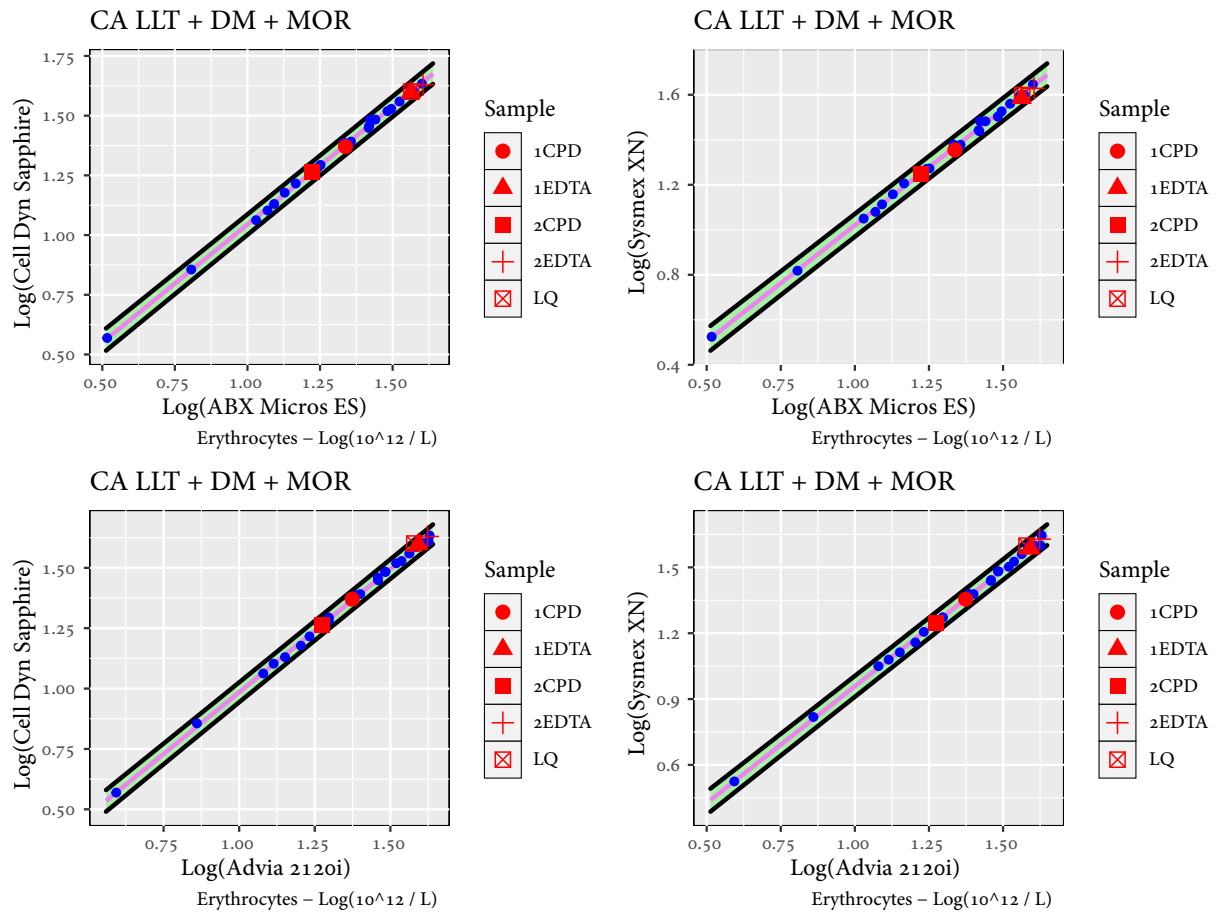 CA LLT + DM + MOR
Log(Cell Dyn Sapphire)
1.75
1.50
1.25
1.00
0.75
0.50
0.50 0.75 1.00 1.25 1.50
Log(ABX Micros ES)
Erythrocytes – Log(10^12 / L)
Sample
1CPD
1EDTA
2CPD
2EDTA
LQ
CA LLT + DM + MOR
Log(Sysmex XN)
1.6
1.2
0.8
0.4
0.50 0.75 1.00 1.25 1.50
Log(ABX Micros ES)
Erythrocytes – Log(10^12 / L)
Sample
1CPD
1EDTA
2CPD
2EDTA
LQ
CA LLT + DM + MOR
Log(Cell Dyn Sapphire)
1.50
1.25
1.00
0.75
0.50
0.75 1.00 1.25 1.50
Log(Advia 2120i)
Erythrocytes – Log(10^12 / L)
Sample
1CPD
1EDTA
2CPD
2EDTA
LQ
CA LLT + DM + MOR
Log(Sysmex XN)
1.5
1.2
0.9
0.6
0.50 0.75 1.00 1.25 1.50
Log(Advia 2120i)
Erythrocytes – Log(10^12 / L)
Sample
1CPD
1EDTA
2CPD
2EDTA
LQ